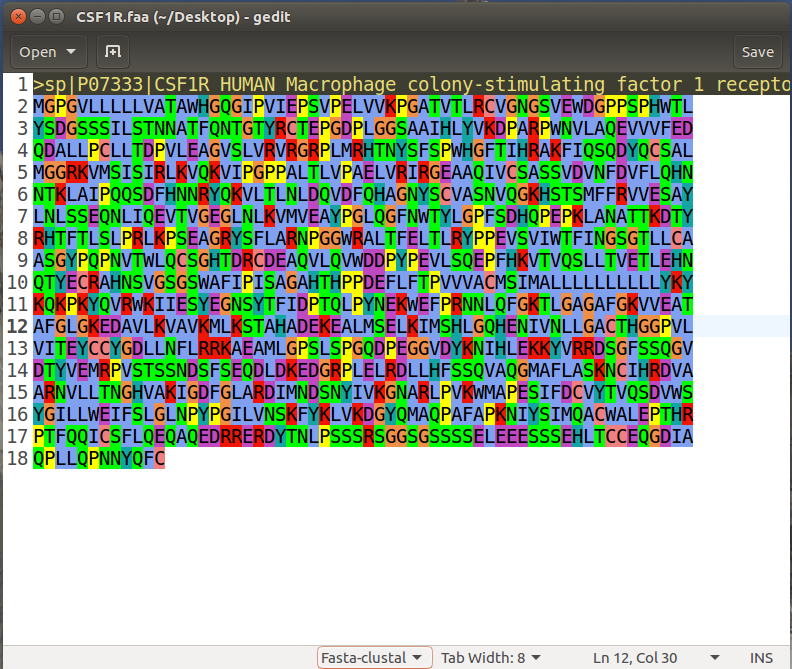 CSF1R.faa (~/Desktop) - gedit
Open
Save
1 >sp|P07333|CSF1R HUMAN Macrophage colony-stimulating factor 1 recepto
2 MGPGVLLLLLVATAWHGQGIPVIEPSVPELVVKPGATVTLRCVGNGSVEWDGPPSPHWTL
3 YSDGSSSILSTNNATFQNTGTYRCTEPGDPLGGSAAIHLYVKDPARPWNVLAQEVVVFED
4 QDALLPCLLTDPVLEAGVSLVRVRGRPLMRHTNYSFSPWHGFTIHRAKFIQSQDYQCSAL
5 MGGRKVMSISIRLKVQKVIPGPPALTLVPAELVRIRGEAAQIVCSASSVDVNFDVFLQHN
6 NTKLAIPQQSDFHNNRYQKVLTLNLDQVDFQHAGNYSCVASNVQGKHSTSMFFRVVESAY
7 LNLSSEQNLIQEVTVGEGLNLKVMVEAYPGLQGFNWTYLGPFSDHQPEPKLANATTKDTY
8 RHTFTLSLPRLKPSEAGRYSFLARNPGGWRALTFELTLRYPPEVSVIWTFINGSGTLLCA
9 ASGYPQPNVTWLQCSGHTDRCDEAQVLQVWDDPYPEVLSQEPFHKVTVQSLLTVETLEHN
10 QTYECRAHNSVGSGSWAFIPISAGAHTHPPDEFLFTPVVVACMSIMALLLLLLLLLLYKY
11 KQKPKYQVRWKIIESYEGNSYTFIDPTQLPYNEKWEFPRNNLQFGKTLGAGAFGKVVEAT
12 AFGLGKEDAVLKVAVKMLKSTAHADEKEALMSELKIMSHLGQHENIVNLLGACTHGGPVL
13 VITEYCCYGDLLNFLRRKAEAMLGPSLSPGQDPEGGVDYKNIHLEKKYVRRDSGFSSQGV
14 DTYVEMRPVSTSSNDSFSEQDLDKEDGRPLELRDLLHFSSQVAQGMAFLASKNCIHRDVA
15 ARNVLLTNGHVAKIGDFGLARDIMNDSNYIVKGNARLPVKWMAPESIFDCVYTVQSDVWS
16 YGILLWEIFSLGLNPYPGILVNSKFYKLVKDGYQMAQPAFAPKNIYSIMQACWALEPTHR
17 PTFQQICSFLQEQAQEDRRERDYTNLPSSSRSGGSGSSSSELEEESSSEHLTCCEQGDIA
18 QPLLQPNNYQFC
Fasta-clustal Tab Width: 8 Ln 12, Col 30 INS